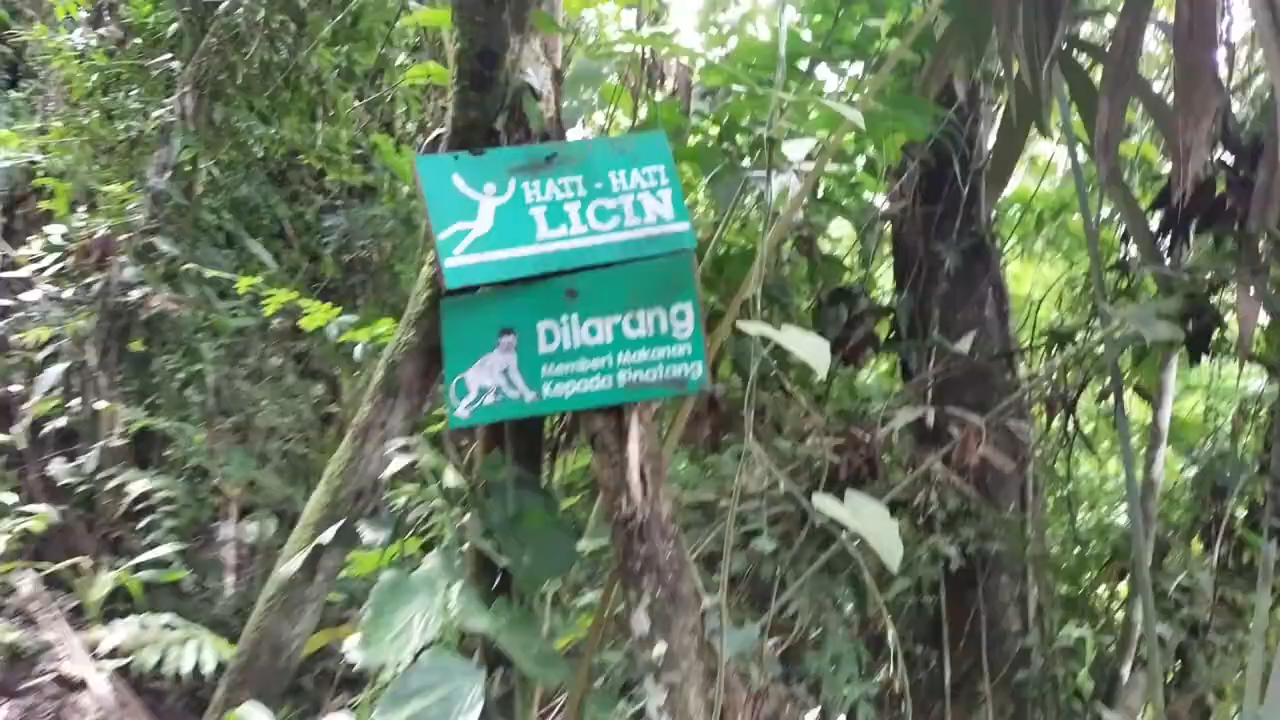 HATI - HATI
LICIN
Dilarang
Memberi Makanan
Kepada Binatang